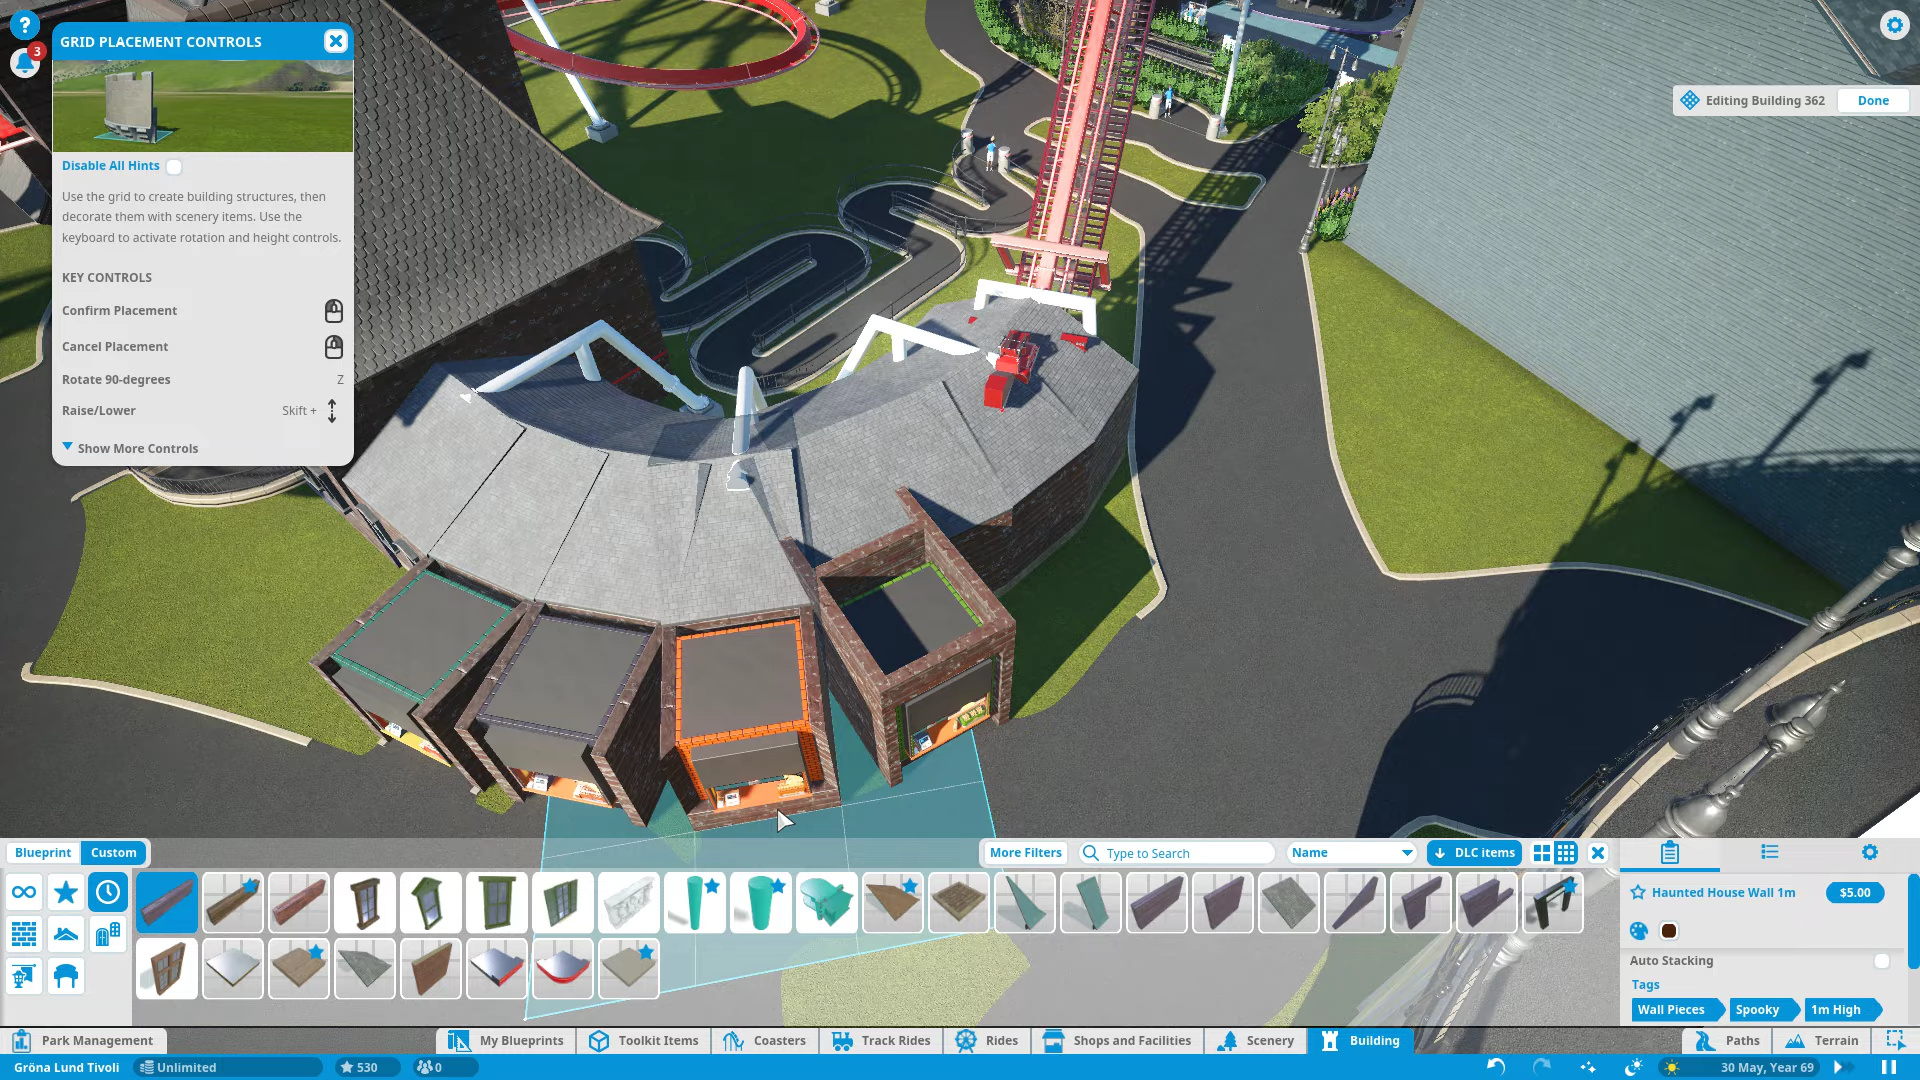 ?
3
GRID PLACEMENT CONTROLS
Disable All Hints
Use the grid to create building structures, then
decorate them with scenery items. Use the
keyboard to activate rotation and height controls.
KEY CONTROLS
Confirm Placement
Cancel Placement
Rotate 90-degrees Z
Raise/Lower Skift +
Show More Controls
Editing Building 362 Done
Blueprint Custom
More Filters Type to Search Name DLC items
Haunted House Wall 1m $5.00
Auto Stacking
Tags
Wall Pieces Spooky 1m High
Park Management My Blueprints Toolkit Items Coasters Track Rides Rides Shops and Facilities Scenery Building Paths Terrain
Gröna Lund Tivoli Unlimited 530 0 30 May, Year 69